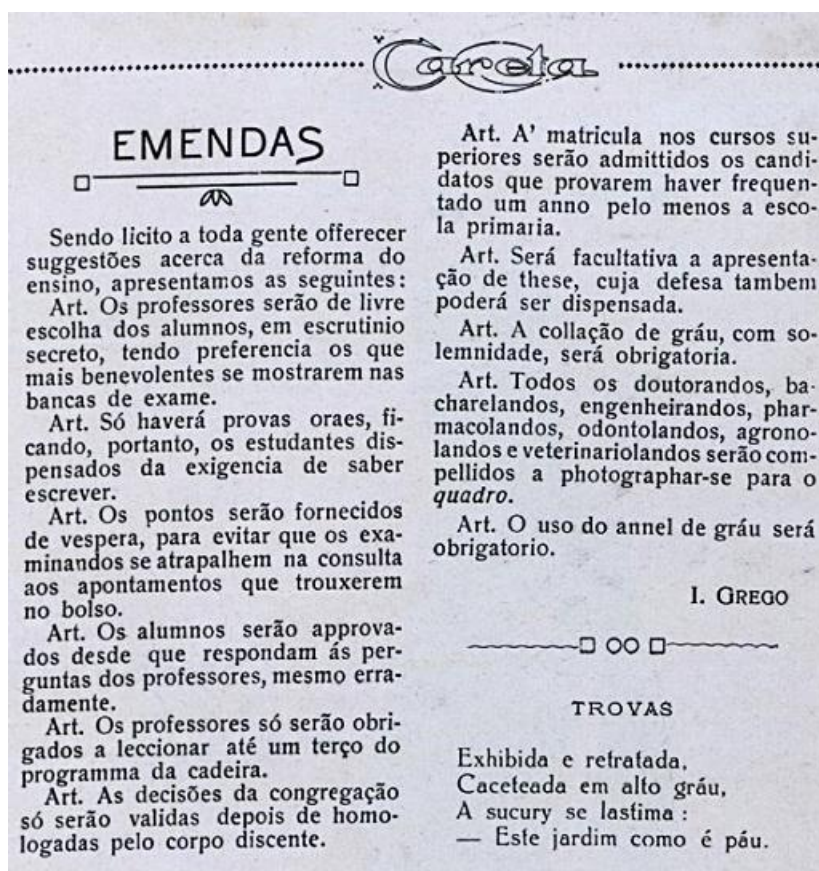 Careta
EMENDAS
Sendo licito a toda gente offerecer
suggestões acerca da reforma do
ensino, apresentamos as seguintes:
Art. Os professores serão de livre
escolha dos alumnos, em escrutinio
secreto, tendo preferencia os que
mais benevolentes se mostrarem nas
bancas de exame.
Art. Só haverá provas oraes, fi-
cando, portanto, os estudantes dis-
pensados da exigencia de saber
escrever.
Art. Os pontos serão fornecidos
de vespera, para evitar que os exa-
minandos se atrapalhem na consulta
aos apontamentos que trouxerem
no bolso.
Art. Os alumnos serão approva-
dos desde que respondam ás per-
guntas dos professores, mesmo erra-
damente.
Art. Os professores só serão obri-
gados a leccionar até um terço do
programma da cadeira.
Art. As decisões da congregação
só serão validas depois de homo-
logadas pelo corpo discente.
Art. A' matricula nos cursos su-
periores serão admittidos os candi-
datos que provarem haver frequen-
tado um anno pelo menos a esco-
la primaria.
Art. Será facultativa a apresenta-
ção de these, cuja defesa tambem
poderá ser dispensada.
Art. A collação de gráu, com so-
lemnidade, será obrigatoria.
Art. Todos os doutorandos, ba-
charelandos, engenheirandos, phar-
macolandos, odontolandos, agrono-
landos e veterinariolandos serão com-
pellidos a photographar-se para o
quadro.
Art. O uso do annel de gráu será
obrigatorio.
I. GREGO
TROVAS
Exhibida e retratada,
Caceteada em alto gráu,
A sucury se lastima :
— Este jardim como é páu.